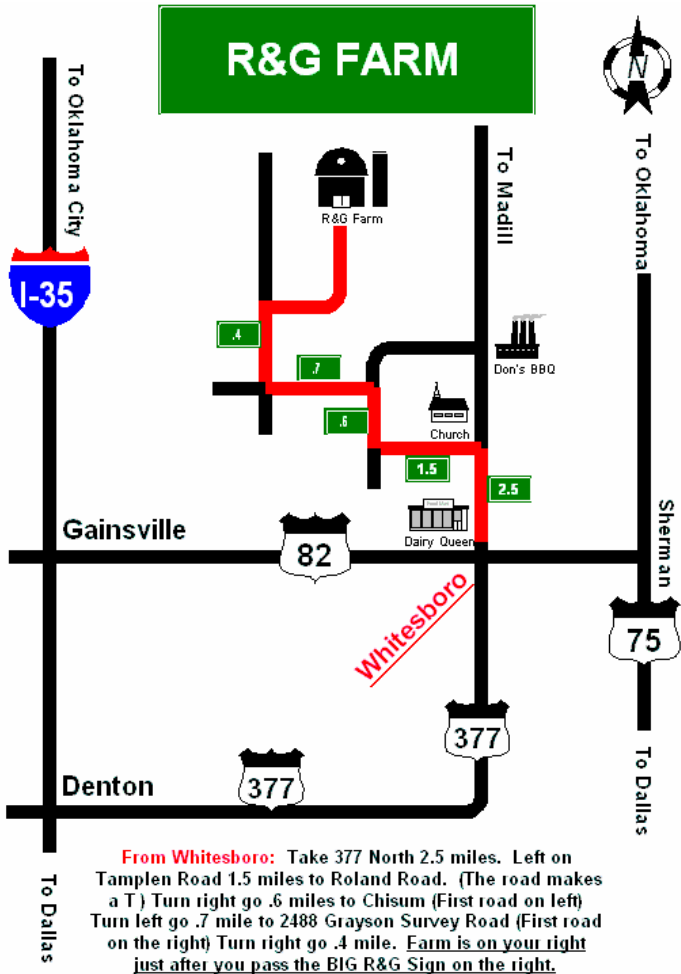 R&G FARM
N
To Oklahoma City
To Madill
To Oklahoma
R&G Farm
I-35
.4
.7
Don's BBQ
.6
Church
1.5
2.5
Gainsville
82
Dairy Queen
Sherman
Whitesboro
75
377
Denton
377
To Dallas
To Dallas
From Whitesboro: Take 377 North 2.5 miles. Left on
Tamplen Road 1.5 miles to Roland Road. (The road makes
a T ) Turn right go .6 miles to Chisum (First road on left)
Turn left go .7 mile to 2488 Grayson Survey Road (First road
on the right) Turn right go .4 mile. Farm is on your right
just after you pass the BIG R&G Sign on the right.